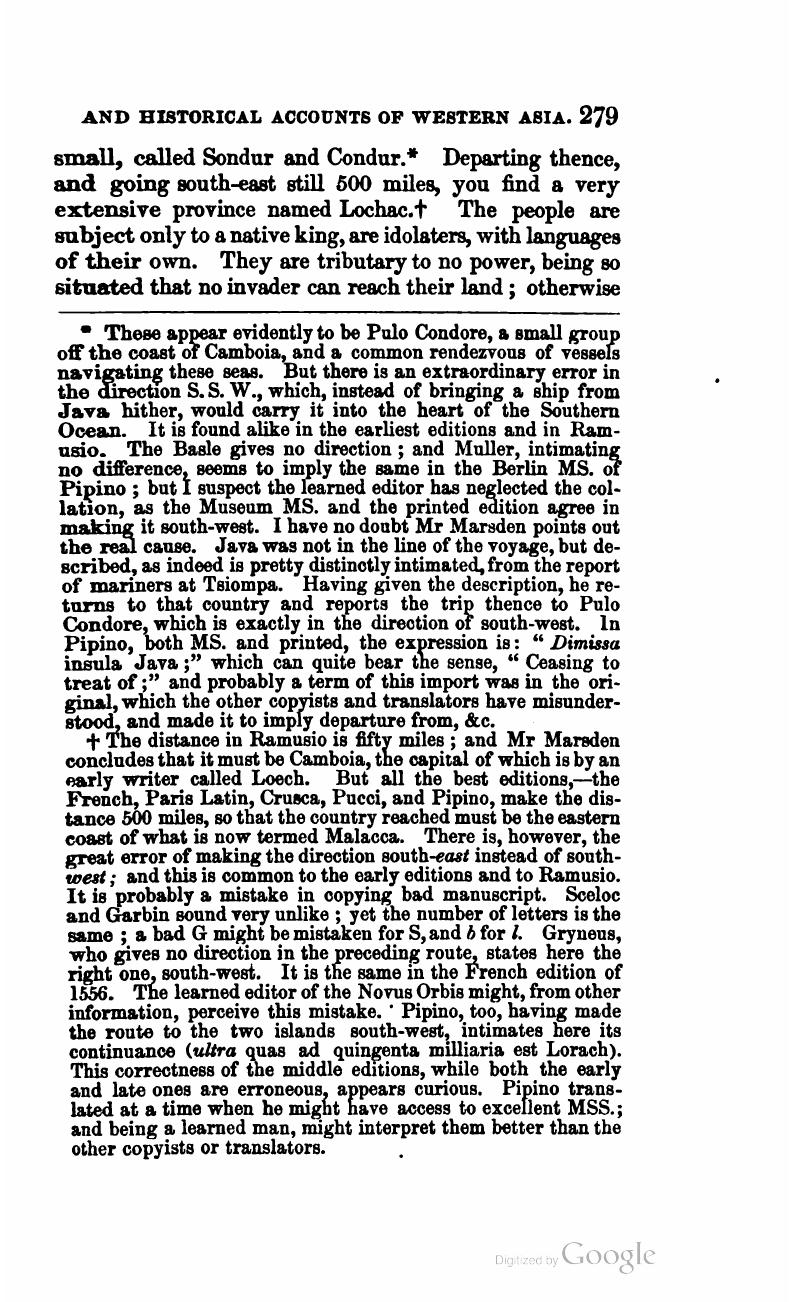 AND HISTORICAL ACCOUNTS OF WESTERN ASIA. 279
small, called Sondur and Condur.* Departing thence,
and going south-east still 500 miles, you find a very
extensive province named Lochac.† The people are
subject only to a native king, are idolaters, with languages
of their own. They are tributary to no power, being so
situated that no invader can reach their land ; otherwise
* These appear evidently to be Pulo Condore, a small group
off the coast of Camboia, and a common rendezvous of vessels
navigating these seas. But there is an extraordinary error in
the direction S. S. W., which, instead of bringing a ship from
Java hither, would carry it into the heart of the Southern
Ocean. It is found alike in the earliest editions and in Ram-
usio. The Basle gives no direction ; and Muller, intimating
no difference, seems to imply the same in the Berlin MS. of
Pipino ; but I suspect the learned editor has neglected the col-
lation, as the Museum MS. and the printed edition agree in
making it south-west. I have no doubt Mr Marsden points out
the real cause. Java was not in the line of the voyage, but de-
scribed, as indeed is pretty distinctly intimated, from the report
of mariners at Tsiompa. Having given the description, he re-
turns to that country and reports the trip thence to Pulo
Condore, which is exactly in the direction of south-west. In
Pipino, both MS. and printed, the expression is: “ Dimissa
insula Java ;” which can quite bear the sense, “ Ceasing to
treat of ;” and probably a term of this import was in the ori-
ginal, which the other copyists and translators have misunder-
stood, and made it to imply departure from, &c.
† The distance in Ramusio is fifty miles ; and Mr Marsden
concludes that it must be Camboia, the capital of which is by an
early writer called Loech. But all the best editions,—the
French, Paris Latin, Crusca, Pucci, and Pipino, make the dis-
tance 500 miles, so that the country reached must be the eastern
coast of what is now termed Malacca. There is, however, the
great error of making the direction south-east instead of south-
west ; and this is common to the early editions and to Ramusio.
It is probably a mistake in copying bad manuscript. Sceloc
and Garbin sound very unlike ; yet the number of letters is the
same ; a bad G might be mistaken for S, and b for l. Gryneus,
who gives no direction in the preceding route, states here the
right one, south-west. It is the same in the French edition of
1556. The learned editor of the Novus Orbis might, from other
information, perceive this mistake. Pipino, too, having made
the route to the two islands south-west, intimates here its
continuance (ultra quas ad quingenta milliaria est Lorach).
This correctness of the middle editions, while both the early
and late ones are erroneous, appears curious. Pipino trans-
lated at a time when he might have access to excellent MSS.;
and being a learned man, might interpret them better than the
other copyists or translators.
Digitized by Google